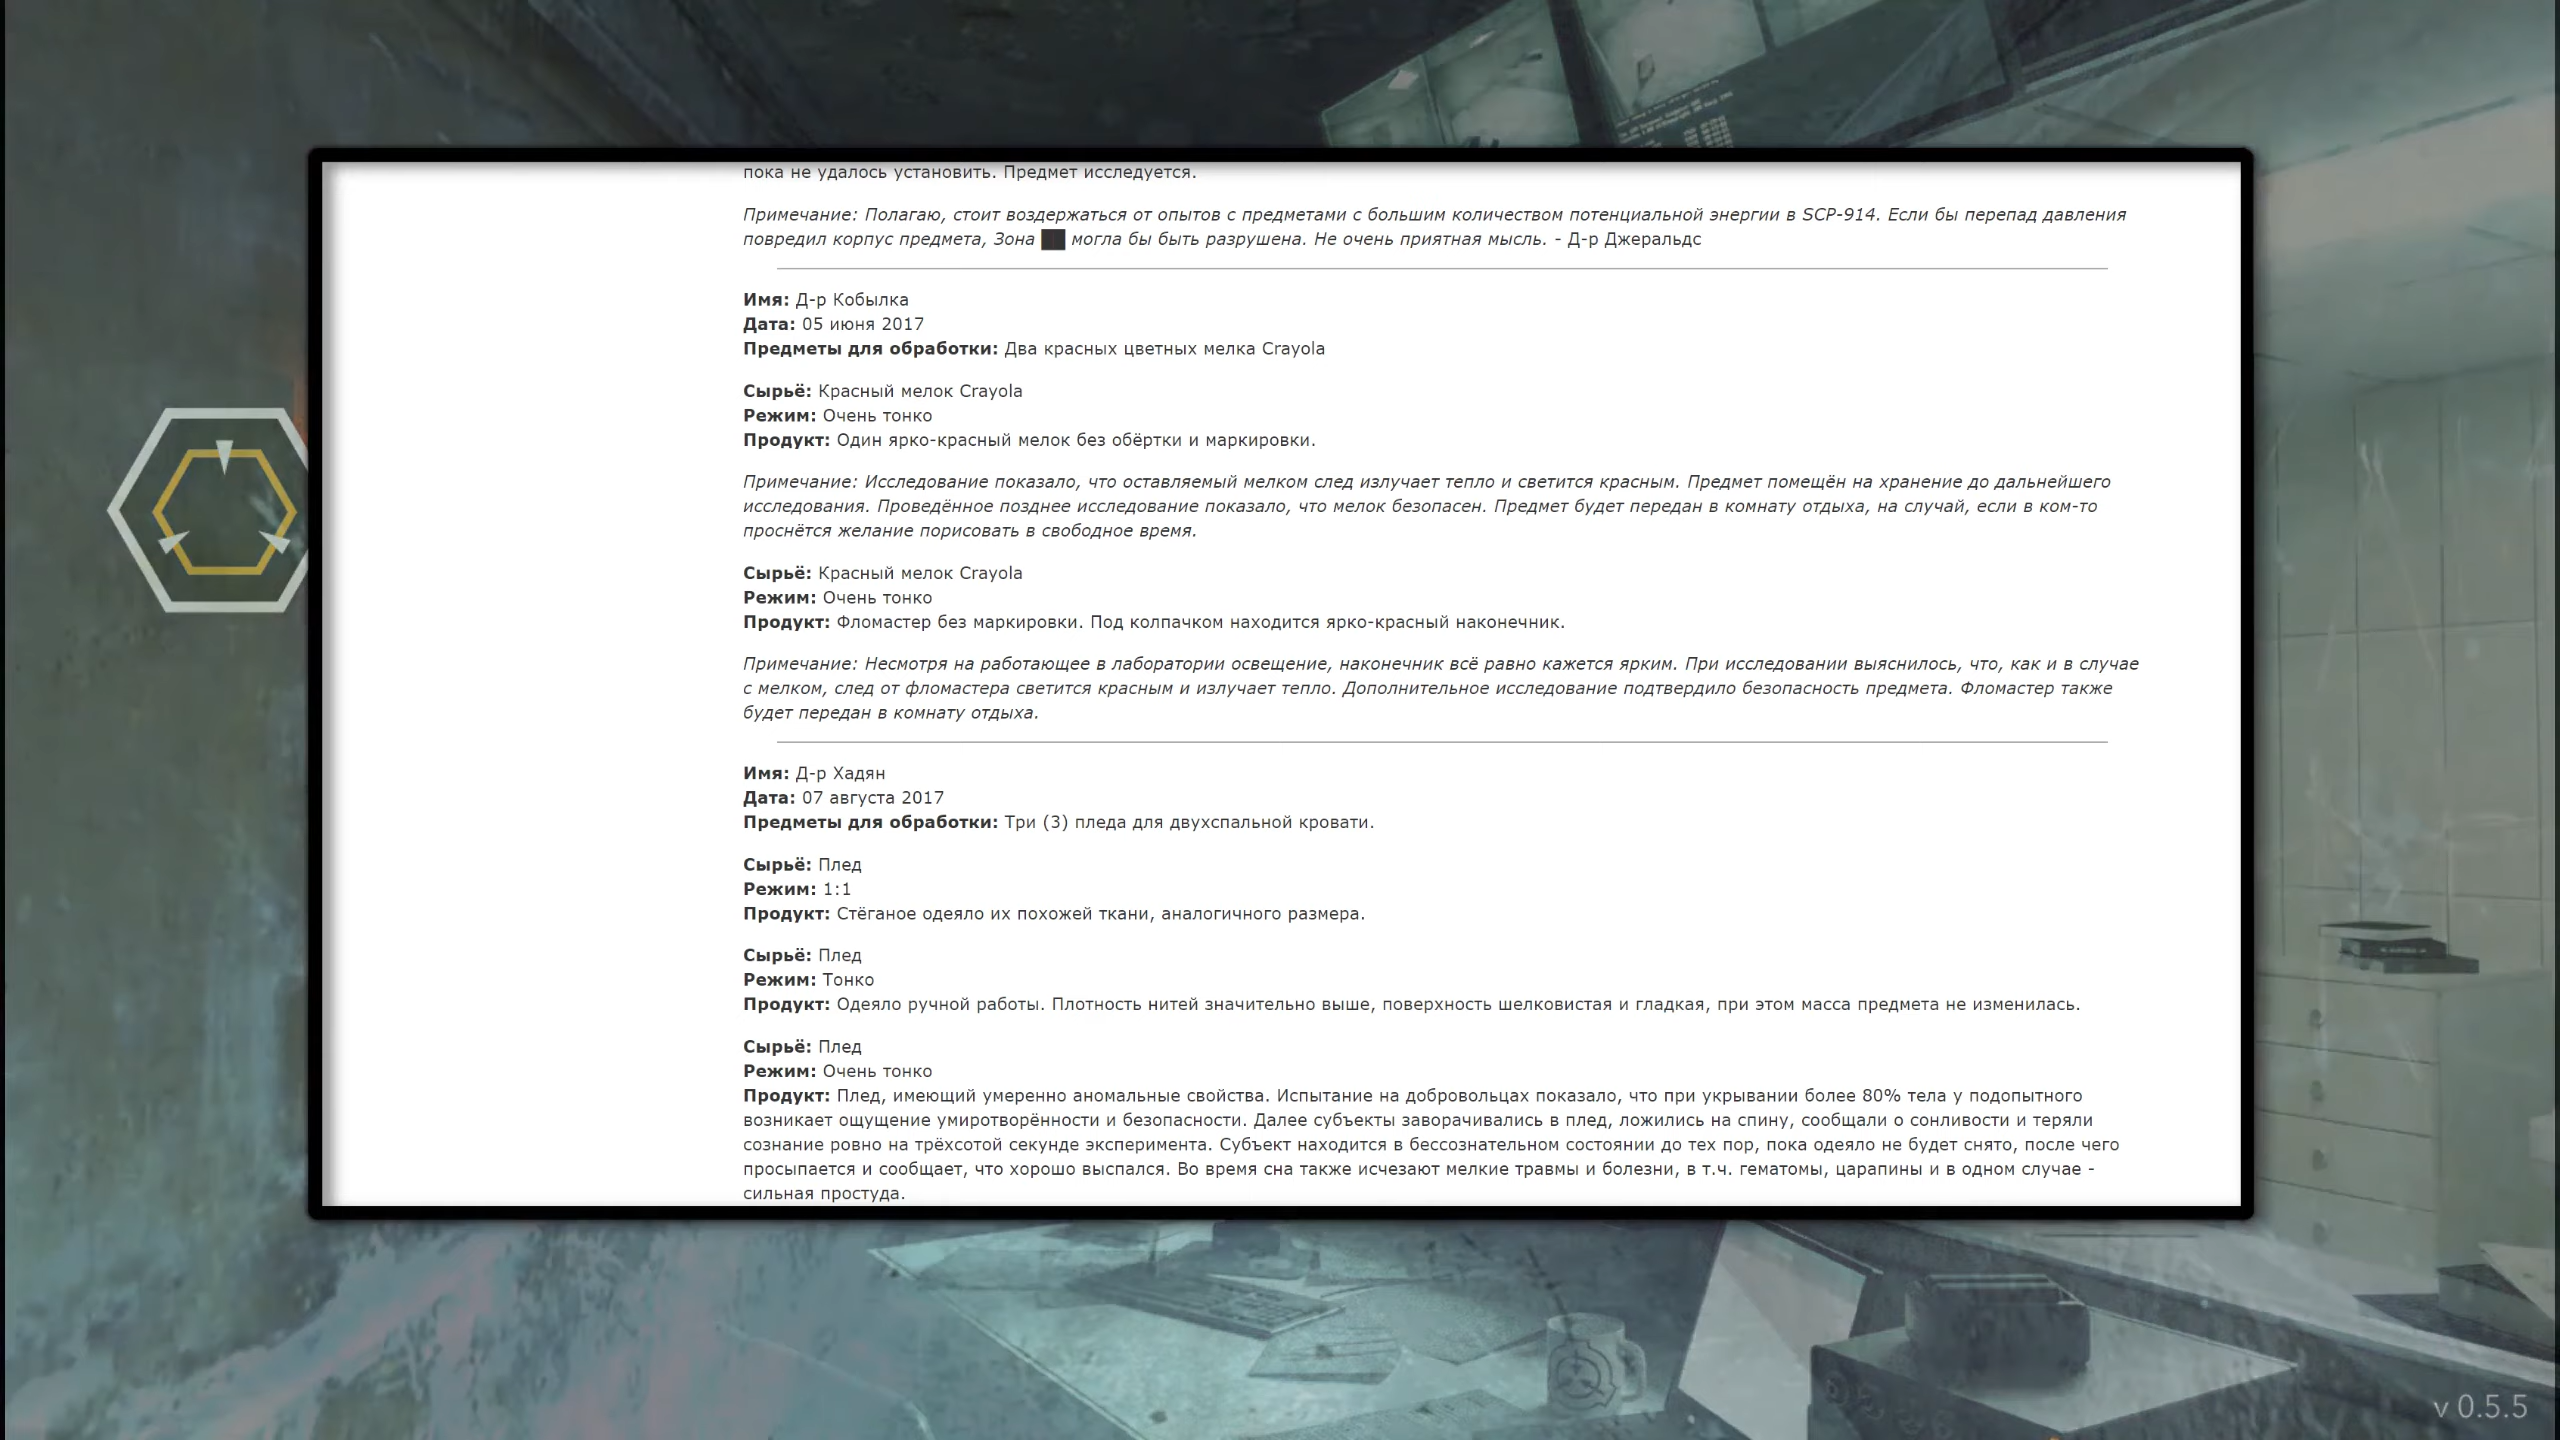 пока не удалось установить. Предмет исследуется.
Примечание: Полагаю, стоит воздержаться от опытов с предметами с большим количеством потенциальной энергии в SCP-914. Если бы перепад давления
повредил корпус предмета, Зона ██ могла бы быть разрушена. Не очень приятная мысль. - Д-р Джеральдс
Имя: Д-р Кобылка
Дата: 05 июня 2017
Предметы для обработки: Два красных цветных мелка Crayola
Сырьё: Красный мелок Crayola
Режим: Очень тонко
Продукт: Один ярко-красный мелок без обёртки и маркировки.
Примечание: Исследование показало, что оставляемый мелком след излучает тепло и светится красным. Предмет помещён на хранение до дальнейшего
исследования. Проведённое позднее исследование показало, что мелок безопасен. Предмет будет передан в комнату отдыха, на случай, если в ком-то
проснётся желание порисовать в свободное время.
Сырьё: Красный мелок Crayola
Режим: Очень тонко
Продукт: Фломастер без маркировки. Под колпачком находится ярко-красный наконечник.
Примечание: Несмотря на работающее в лаборатории освещение, наконечник всё равно кажется ярким. При исследовании выяснилось, что, как и в случае
с мелком, след от фломастера светится красным и излучает тепло. Дополнительное исследование подтвердило безопасность предмета. Фломастер также
будет передан в комнату отдыха.
Имя: Д-р Хадян
Дата: 07 августа 2017
Предметы для обработки: Три (3) пледа для двухспальной кровати.
Сырьё: Плед
Режим: 1:1
Продукт: Стёганое одеяло их похожей ткани, аналогичного размера.
Сырьё: Плед
Режим: Тонко
Продукт: Одеяло ручной работы. Плотность нитей значительно выше, поверхность шелковистая и гладкая, при этом масса предмета не изменилась.
Сырьё: Плед
Режим: Очень тонко
Продукт: Плед, имеющий умеренно аномальные свойства. Испытание на добровольцах показало, что при укрывании более 80% тела у подопытного
возникает ощущение умиротворённости и безопасности. Далее субъекты заворачивались в плед, ложились на спину, сообщали о сонливости и теряли
сознание ровно на трёхсотой секунде эксперимента. Субъект находится в бессознательном состоянии до тех пор, пока одеяло не будет снято, после чего
просыпается и сообщает, что хорошо выспался. Во время сна также исчезают мелкие травмы и болезни, в т.ч. гематомы, царапины и в одном случае -
сильная простуда.
v 0.5.5